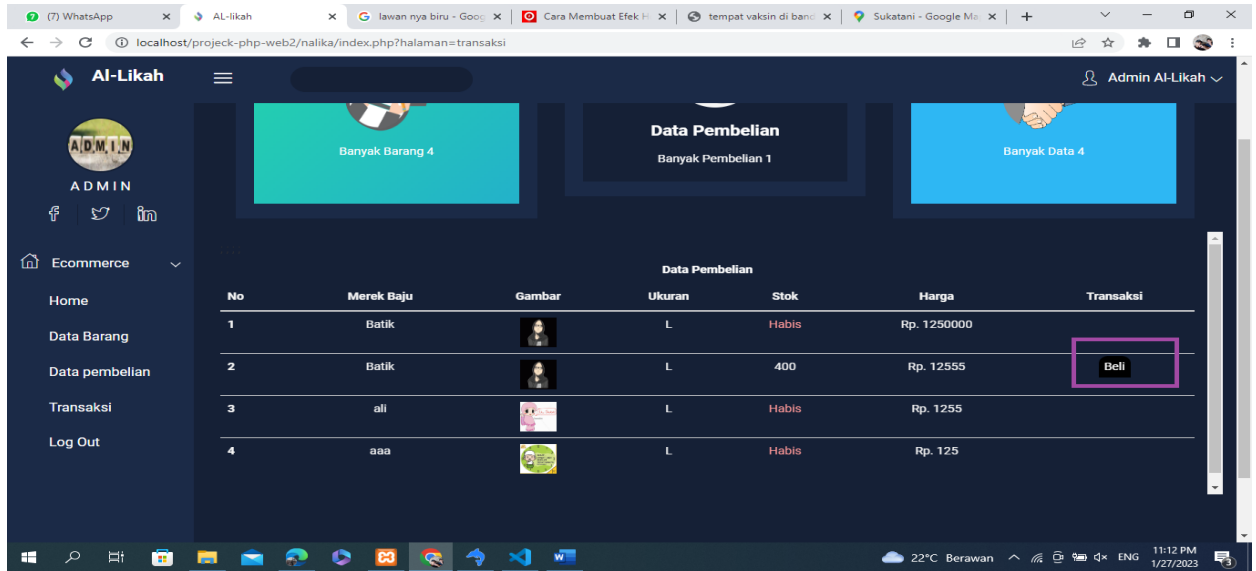 (7) WhatsApp
AL-likah
lawan nya biru - Goog
Cara Membuat Efek H
tempat vaksin di band
Sukatani - Google Ma
localhost/projeck-php-web2/nalika/index.php?halaman=transaksi
Al-Likah
Admin Al-Likah
ADMIN
ADMIN
Ecommerce
Home
Data Barang
Data pembelian
Transaksi
Log Out
Banyak Barang 4
Data Pembelian
Banyak Pembelian 1
Banyak Data 4
Data Pembelian
No Merek Baju Gambar Ukuran Stok Harga Transaksi
1 Batik L Habis Rp. 1250000
2 Batik L 400 Rp. 12555 Beli
3 ali L Habis Rp. 1255
4 aaa L Habis Rp. 125
22°C Berawan ENG 11:12 PM
1/27/2023
3